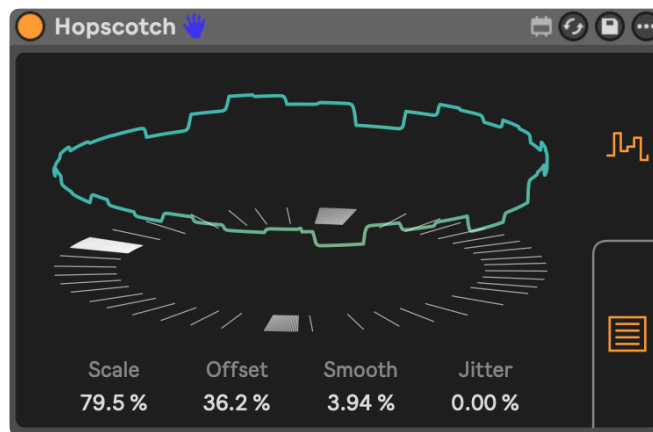 Hopscotch
Scale Offset Smooth Jitter
79.5 % 36.2 % 3.94 % 0.00 %